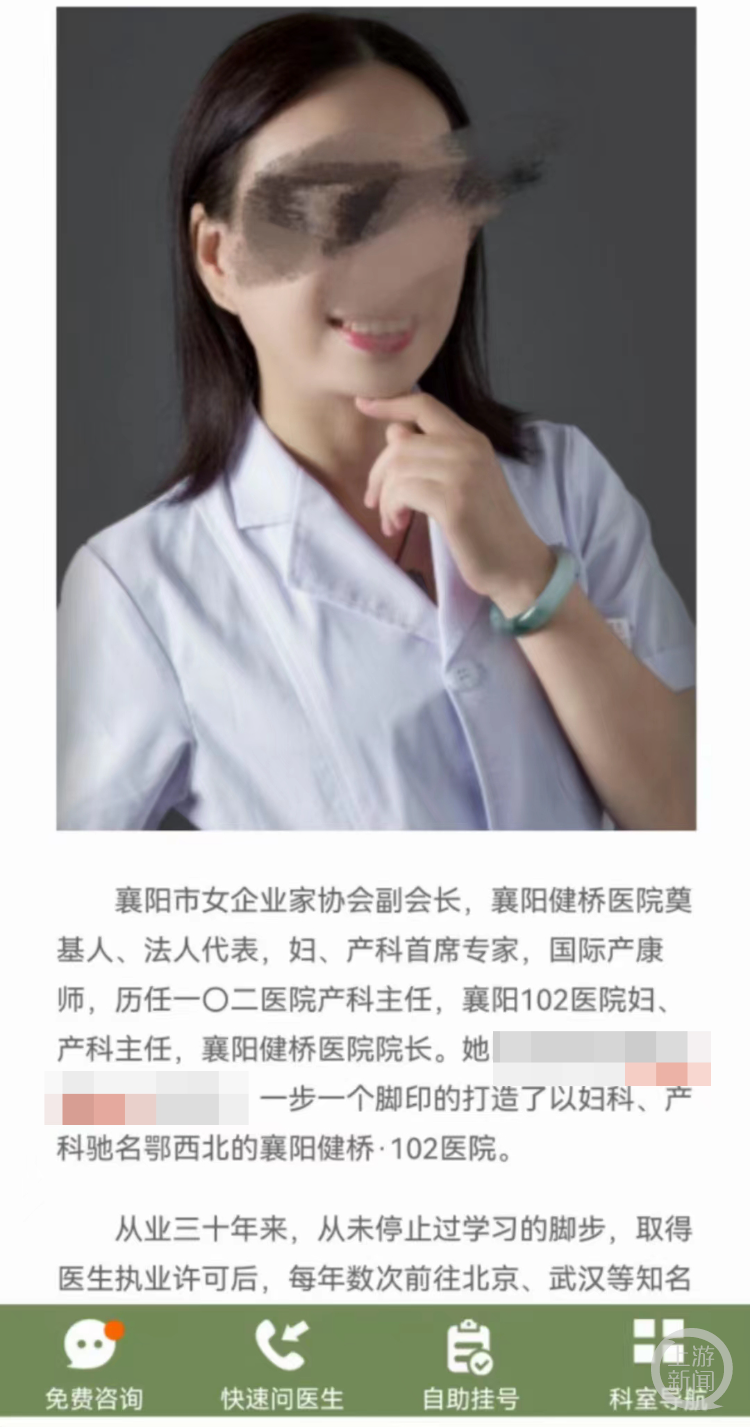 襄阳市女企业家协会副会长，襄阳健桥医院奠
基人、法人代表，妇、产科首席专家，国际产康
师，历任一〇二医院产科主任，襄阳102医院妇、
产科主任，襄阳健桥医院院长。她
一步一个脚印的打造了以妇科、产
科驰名鄂西北的襄阳健桥·102医院。
从业三十年来，从未停止过学习的脚步，取得
医生执业许可后，每年数次前往北京、武汉等知名
免费咨询 快速问医生 自助挂号 科室导航
上游
新闻